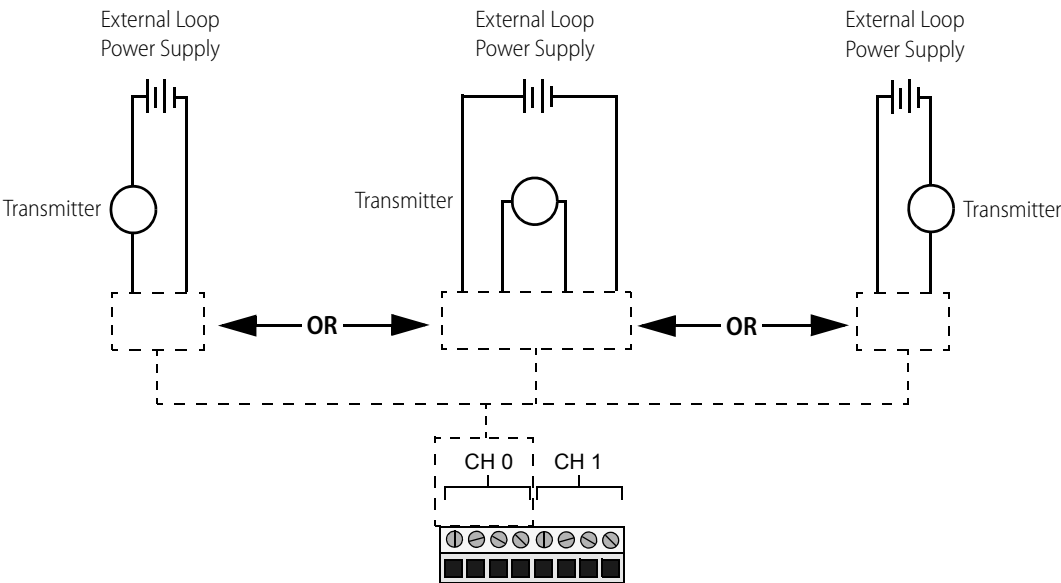 External Loop
Power Supply
External Loop
Power Supply
External Loop
Power Supply
Transmitter
Transmitter
Transmitter
OR
OR
CH 0
CH 1